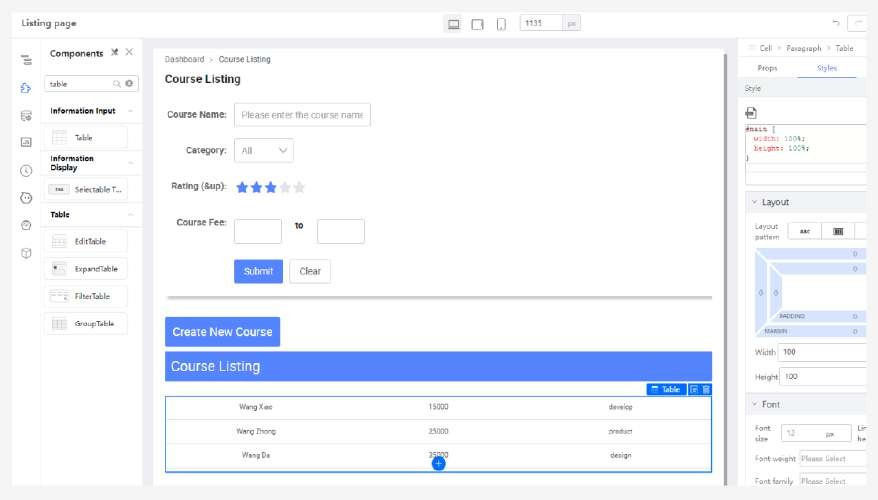 Listing page
1135 px
Components
table
Information Input
Table
Information
Display
Selectable T...
Table
EditTable
ExpandTable
FilterTable
GroupTable
Dashboard > Course Listing
Course Listing
Course Name: Please enter the course name
Category: All
Rating (&up):
Course Fee: to
Submit Clear
Create New Course
Course Listing
Table
Wang Xiao 15000 develop
Wang Zhong 25000 product
Wang Da 35000 design
Cell > Paragraph > Table
Props Styles
Style
#main {
width: 100%;
height: 100%;
}
Layout
Layout
pattern
0
0
0 0
PADDING 0
MARGIN 0
Width 100
Height 100
Font
Font
size 12 px Lin
he
Font weight Please Select
Font family Please Select